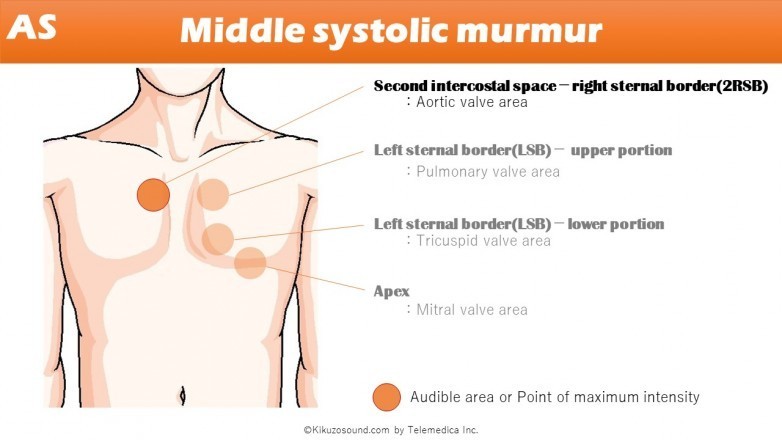 AS
Middle systolic murmur
Second intercostal space－right sternal border(2RSB)
：Aortic valve area
Left sternal border(LSB)－ upper portion
：Pulmonary valve area
Left sternal border(LSB)－lower portion
：Tricuspid valve area
Apex
：Mitral valve area
Audible area or Point of maximum intensity
©Kikuzosound.com by Telemedica Inc.